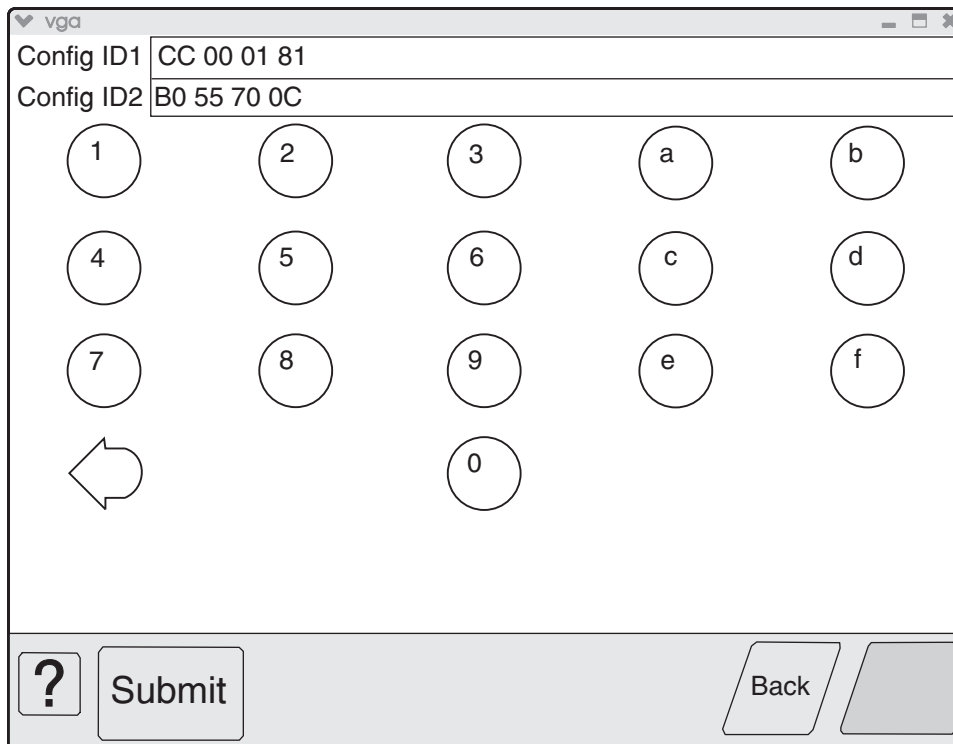 vga
Config ID1 CC 00 01 81
Config ID2 B0 55 70 0C
1 2 3 a b
4 5 6 c d
7 8 9 e f
0
? Submit Back